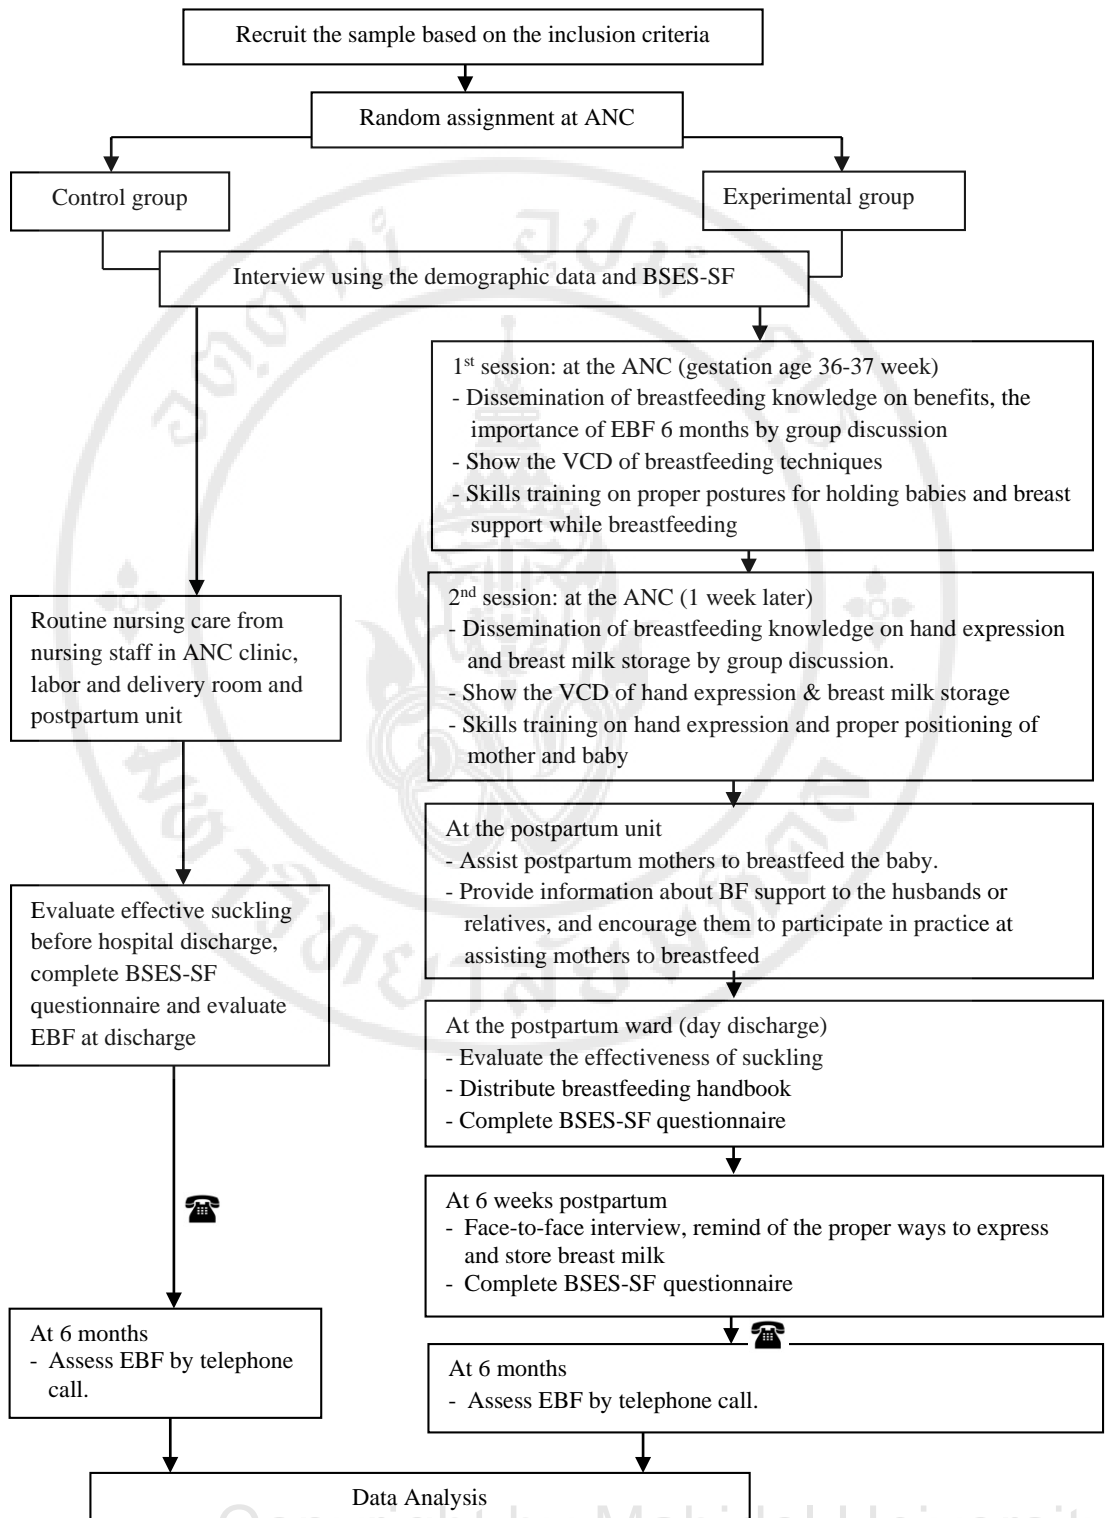 Recruit the sample based on the inclusion criteria
Random assignment at ANC
Control group
Experimental group
Interview using the demographic data and BSES-SF
1st session: at the ANC (gestation age 36-37 week)
- Dissemination of breastfeeding knowledge on benefits, the
importance of EBF 6 months by group discussion
- Show the VCD of breastfeeding techniques
- Skills training on proper postures for holding babies and breast
support while breastfeeding
2nd session: at the ANC (1 week later)
- Dissemination of breastfeeding knowledge on hand expression
and breast milk storage by group discussion.
- Show the VCD of hand expression & breast milk storage
- Skills training on hand expression and proper positioning of
mother and baby
Routine nursing care from
nursing staff in ANC clinic,
labor and delivery room and
postpartum unit
At the postpartum unit
- Assist postpartum mothers to breastfeed the baby.
- Provide information about BF support to the husbands or
relatives, and encourage them to participate in practice at
assisting mothers to breastfeed
Evaluate effective suckling
before hospital discharge,
complete BSES-SF
questionnaire and evaluate
EBF at discharge
At the postpartum ward (day discharge)
- Evaluate the effectiveness of suckling
- Distribute breastfeeding handbook
- Complete BSES-SF questionnaire
At 6 weeks postpartum
- Face-to-face interview, remind of the proper ways to express
and store breast milk
- Complete BSES-SF questionnaire
At 6 months
- Assess EBF by telephone
call.
At 6 months
- Assess EBF by telephone call.
Data Analysis